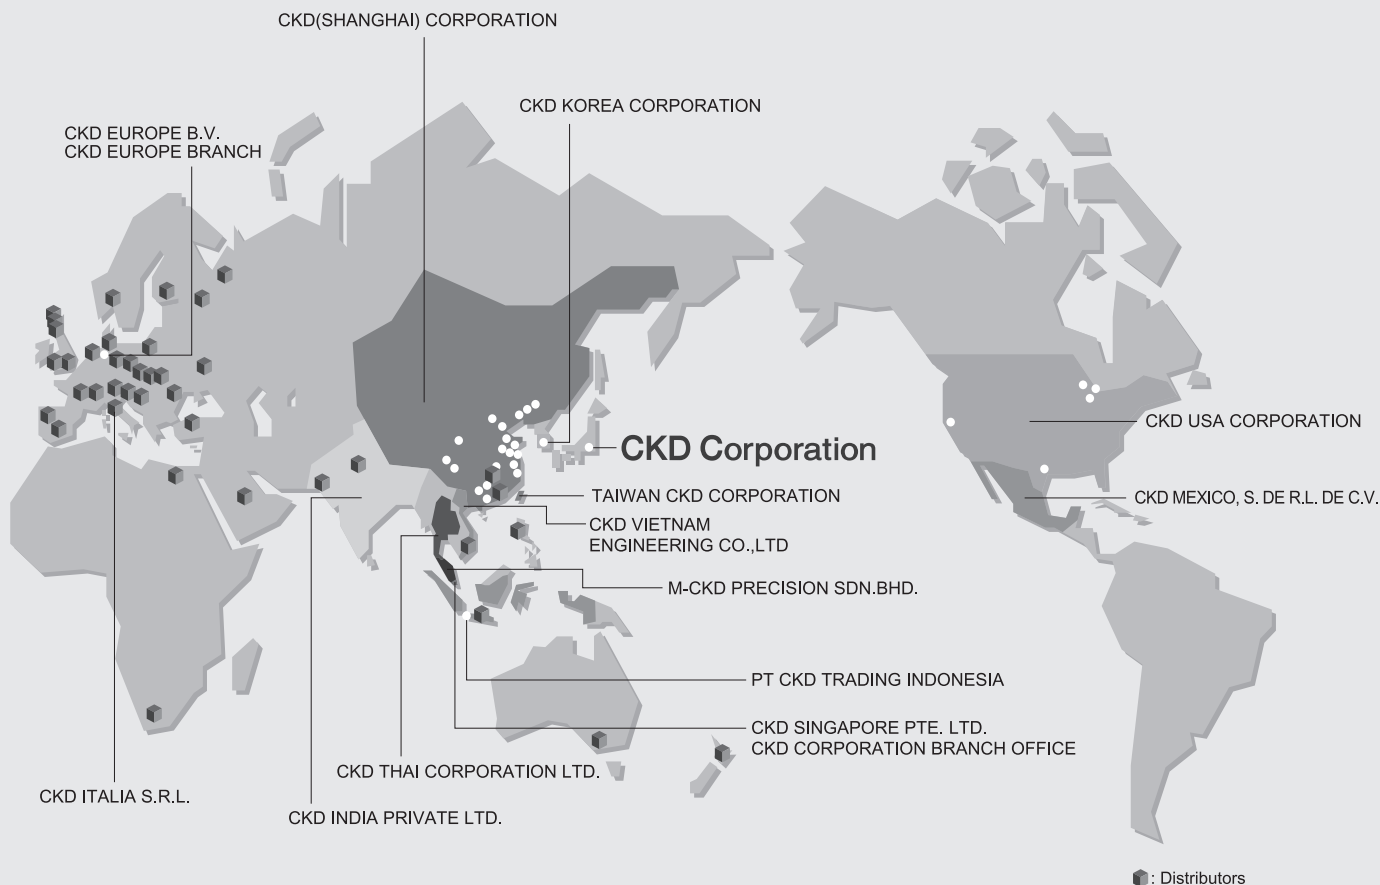 CKD(SHANGHAI) CORPORATION
CKD KOREA CORPORATION
CKD EUROPE B.V.
CKD EUROPE BRANCH
CKD USA CORPORATION
CKD Corporation
TAIWAN CKD CORPORATION
CKD MEXICO, S. DE R.L. DE C.V.
CKD VIETNAM
ENGINEERING CO.,LTD
M-CKD PRECISION SDN.BHD.
PT CKD TRADING INDONESIA
CKD SINGAPORE PTE. LTD.
CKD CORPORATION BRANCH OFFICE
CKD THAI CORPORATION LTD.
CKD ITALIA S.R.L.
CKD INDIA PRIVATE LTD.
: Distributors